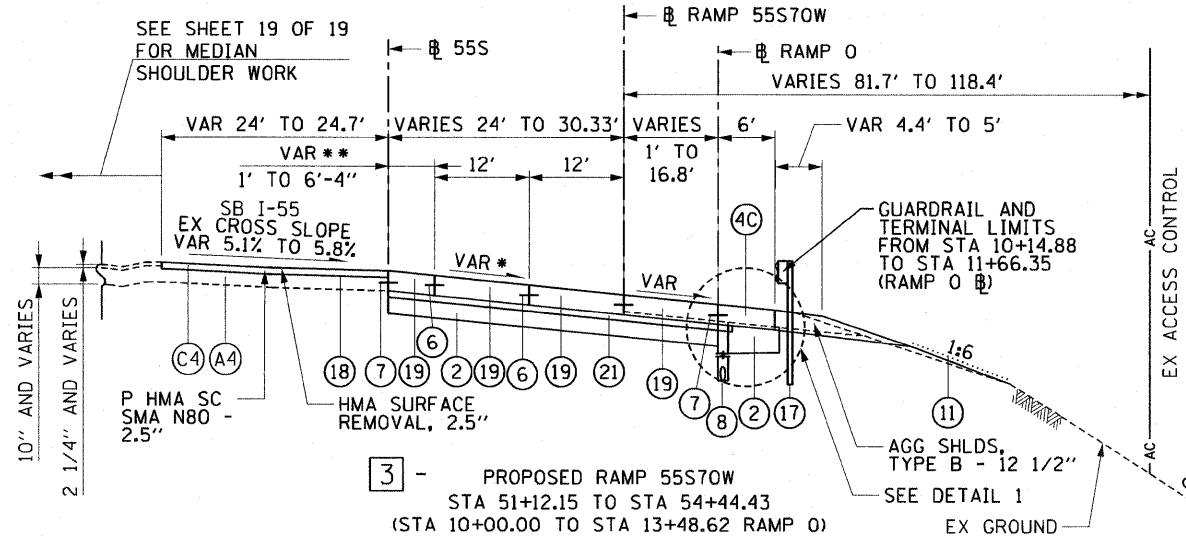 SEE SHEET 19 OF 19
FOR MEDIAN
SHOULDER WORK
℄ 55S
℄ RAMP 55S70W
℄ RAMP O
VARIES 81.7' TO 118.4'
VAR 24' TO 24.7'
VARIES 24' TO 30.33'
VARIES
1' TO
16.8'
6'
VAR 4.4' TO 5'
VAR **
1' TO 6'-4"
12'
12'
SB I-55
EX CROSS SLOPE
VAR 5.1% TO 5.8%
VAR *
VAR
4C
GUARDRAIL AND
TERMINAL LIMITS
FROM STA 10+14.88
TO STA 11+66.35
(RAMP O ℄)
AC
EX ACCESS CONTROL
1:6
10" AND VARIES
2 1/4" AND VARIES
C4
A4
18
7
19
6
2
19
6
19
21
19
7
8
2
17
11
P HMA SC
SMA N80 -
2.5"
HMA SURFACE
REMOVAL, 2.5"
AGG SHLDS,
TYPE B - 12 1/2"
SEE DETAIL 1
AC
EX GROUND
3 - PROPOSED RAMP 55S70W
STA 51+12.15 TO STA 54+44.43
(STA 10+00.00 TO STA 13+48.62 RAMP O)